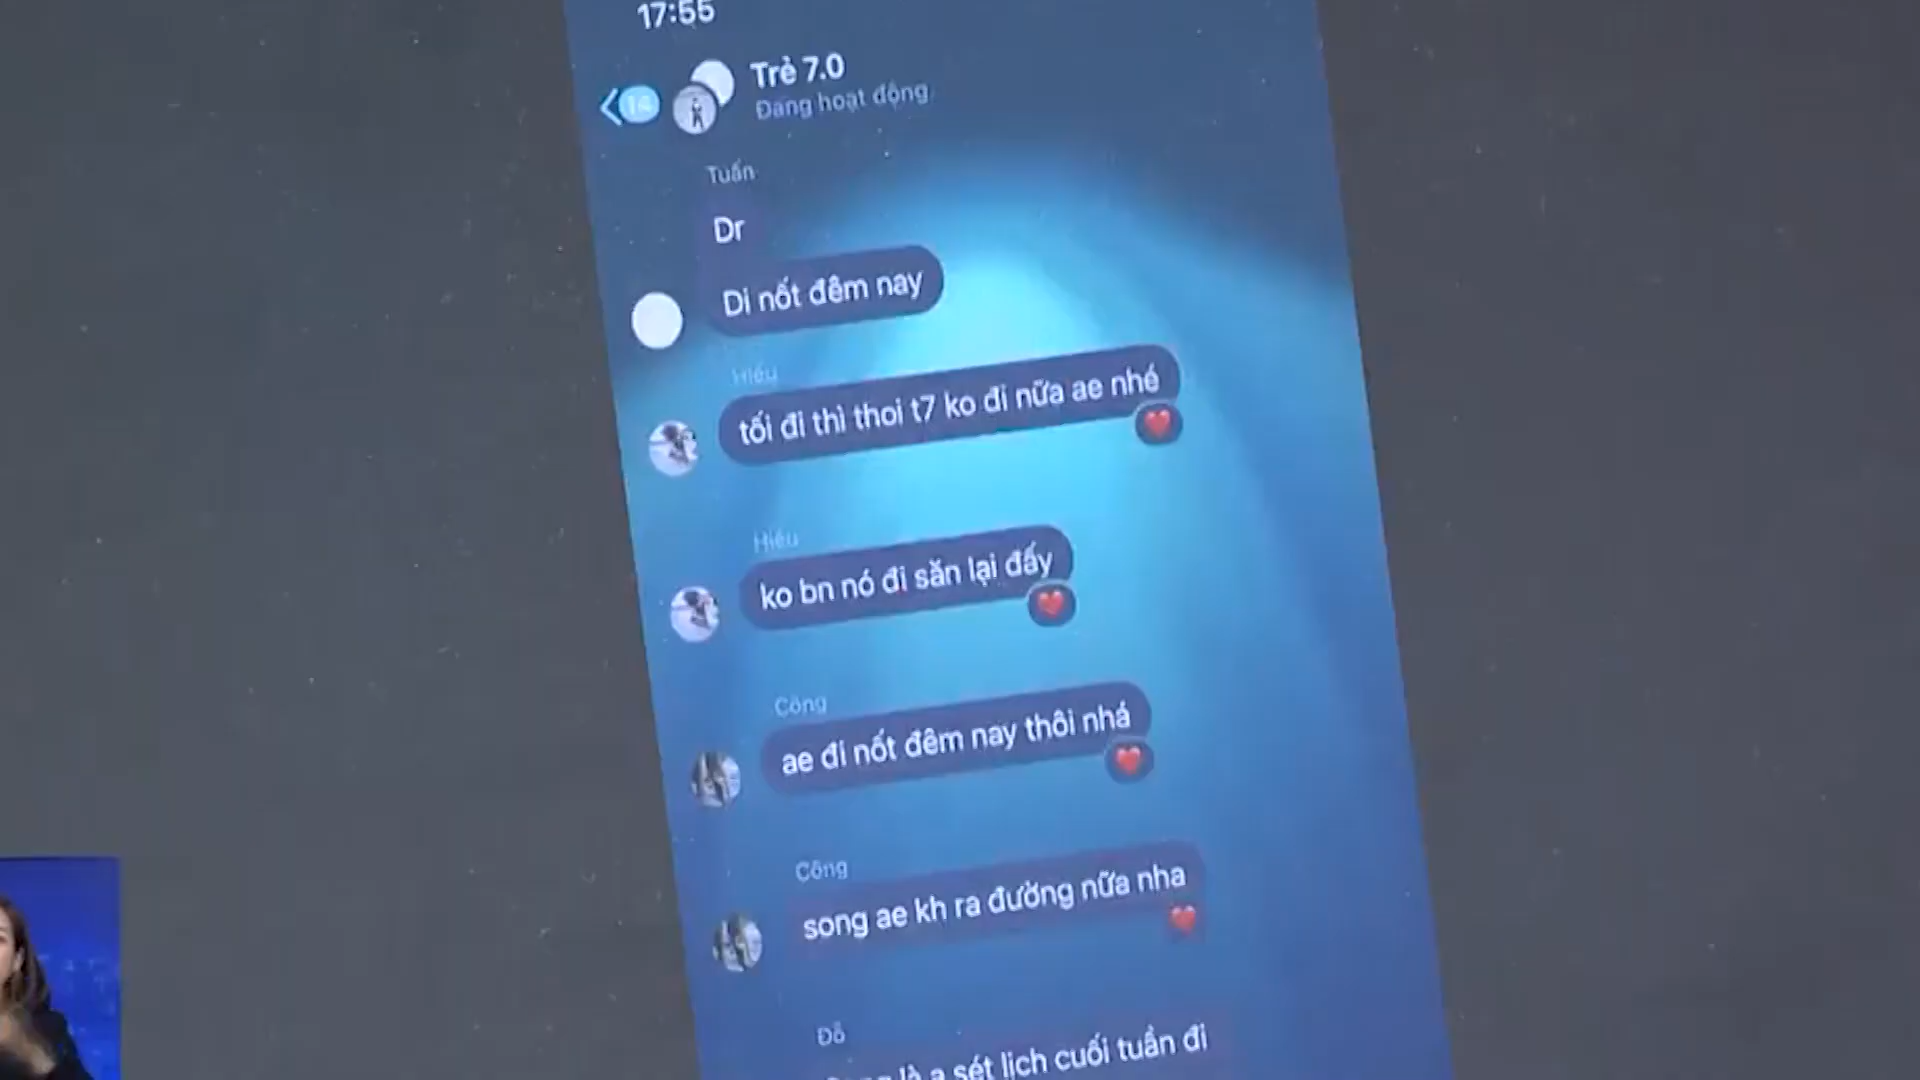 17:55
14
Trẻ 7.0
Đang hoạt động
Tuấn
Dr
Di nốt đêm nay
Hiếu
tối đi thì thoi t7 ko đi nữa ae nhé
Hiếu
ko bn nó đi săn lại đấy
Công
ae đi nốt đêm nay thôi nhá
Công
song ae kh ra đường nữa nha
Đỗ
là a sét lịch cuối tuần đi